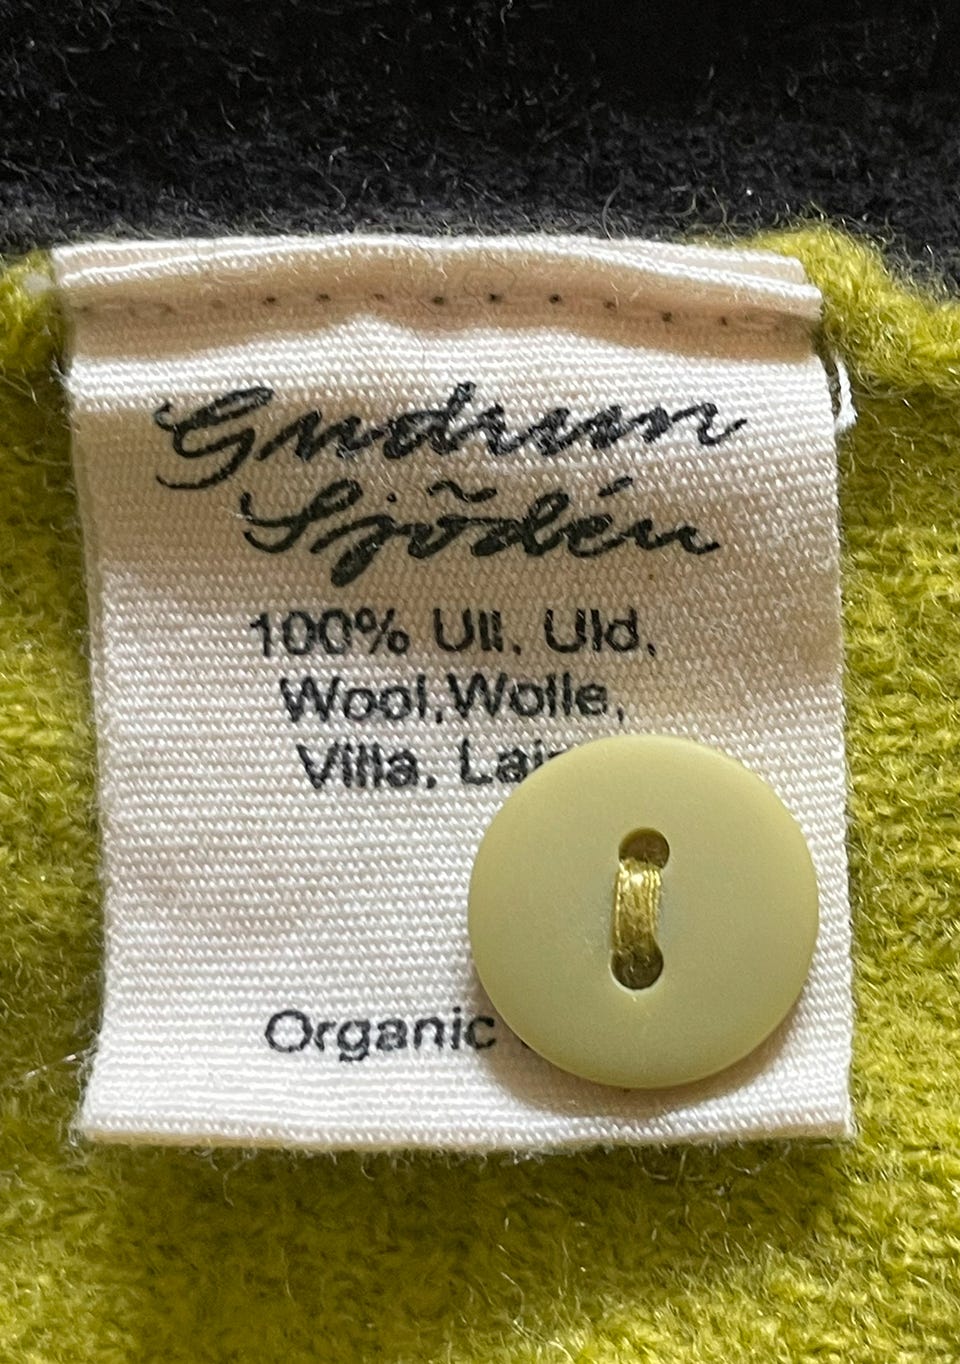 Gudrun
Sjödén
100% Ull, Uld,
Wool,Wolle,
Villa,
Organic